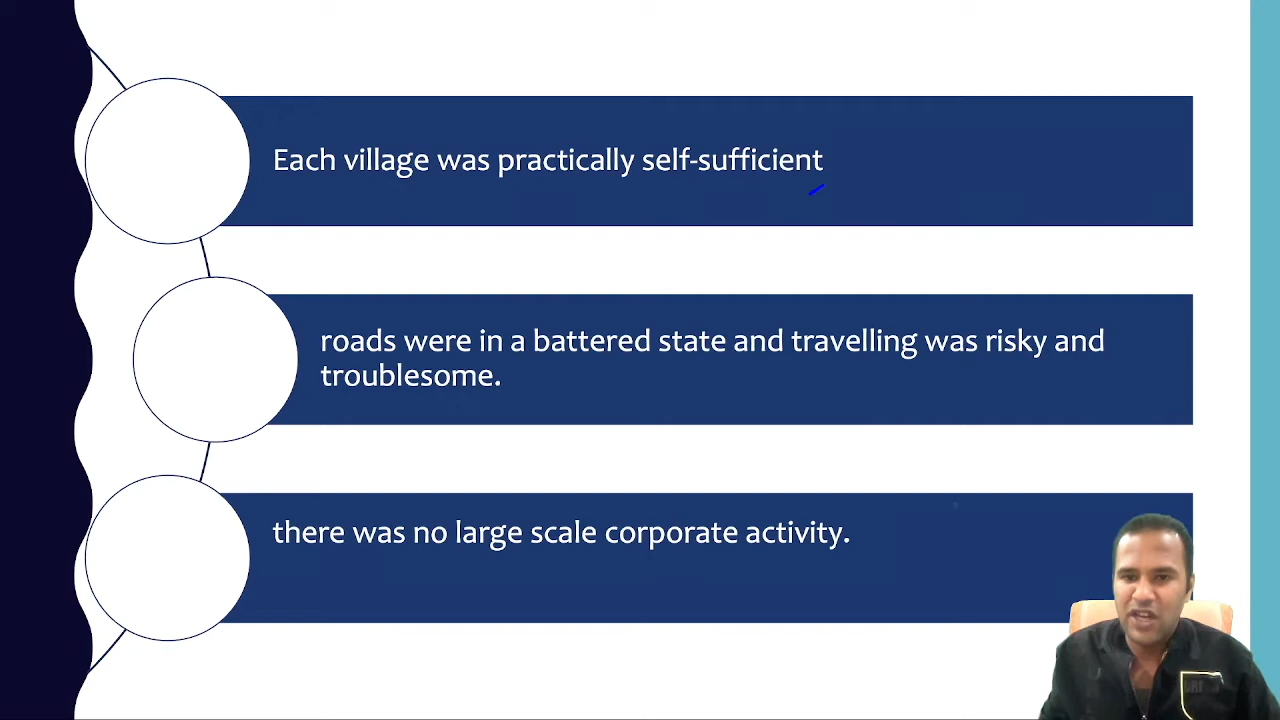 Each village was practically self-sufficient
roads were in a battered state and travelling was risky and
troublesome.
there was no large scale corporate activity.